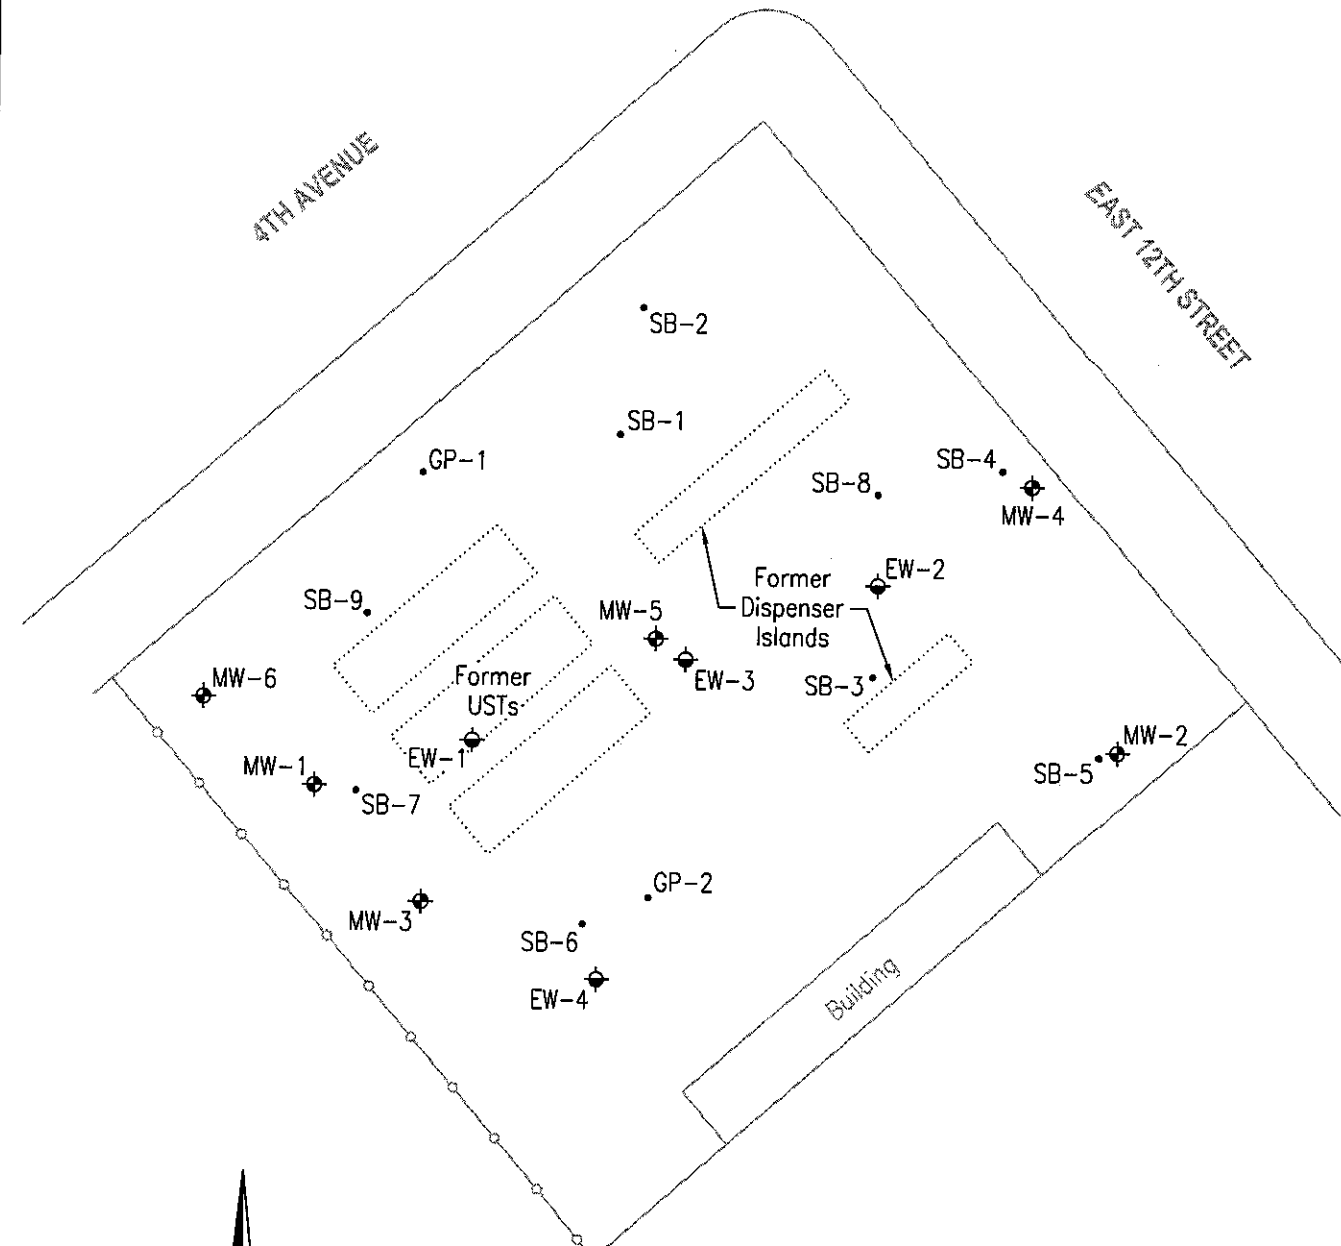 4TH AVENUE
EAST 12TH STREET
SB-2
SB-1
GP-1
SB-4
SB-8
MW-4
EW-2
Former
Dispenser
Islands
SB-9
MW-5
EW-3
SB-3
MW-6
Former
USTs
EW-1
MW-2
SB-5
MW-1
SB-7
GP-2
MW-3
SB-6
EW-4
Building